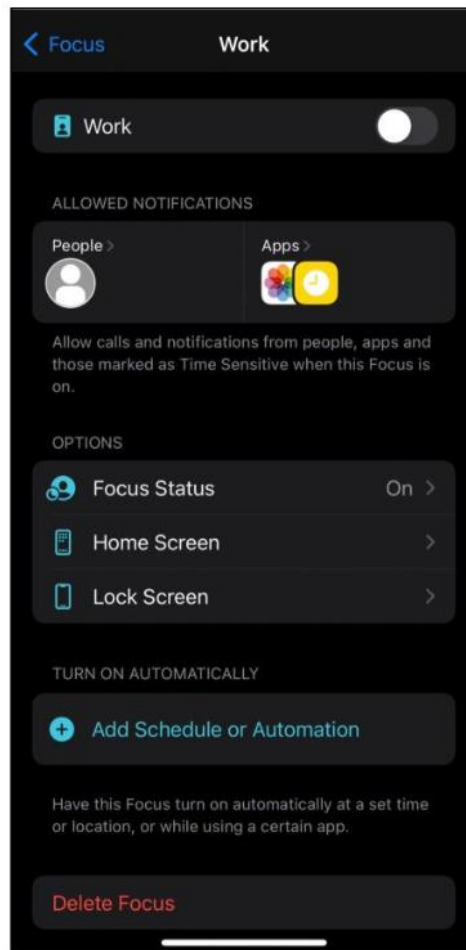 Focus
Work
Work
ALLOWED NOTIFICATIONS
People
Apps
Allow calls and notifications from people, apps and
those marked as Time Sensitive when this Focus is
on.
OPTIONS
Focus Status On
Home Screen
Lock Screen
TURN ON AUTOMATICALLY
Add Schedule or Automation
Have this Focus turn on automatically at a set time
or location, or while using a certain app.
Delete Focus